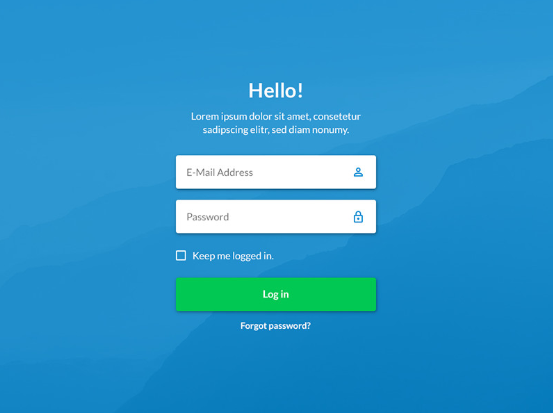 Hello!
Lorem ipsum dolor sit amet, consetetur
sadipscing elitr, sed diam nonumy.
E-Mail Address
Password
Keep me logged in.
Log in
Forgot password?